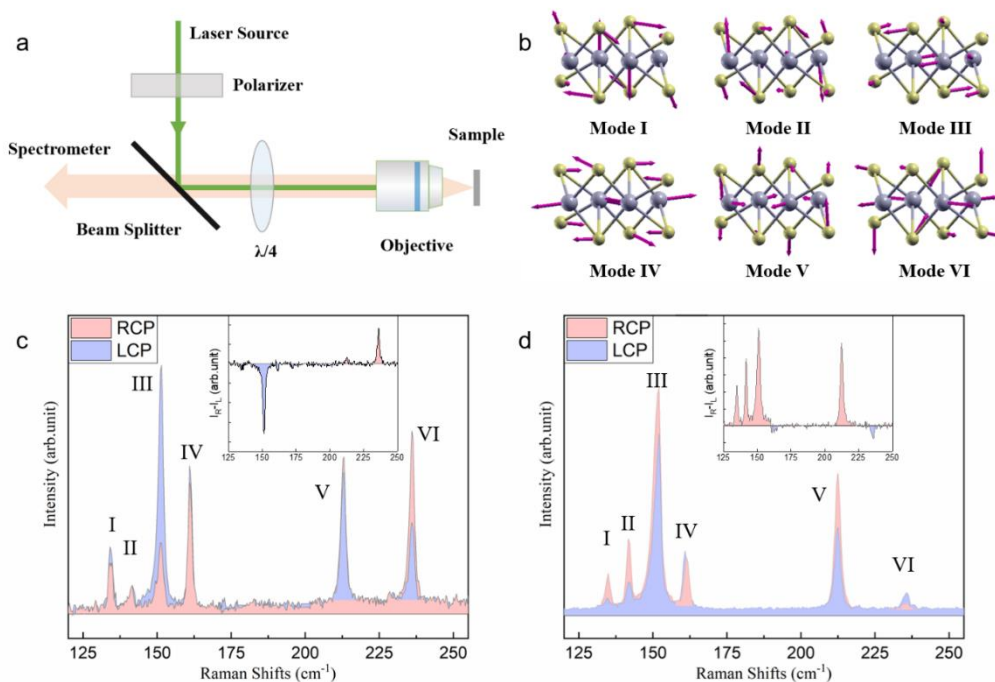 a
Laser Source
Polarizer
Spectrometer
Sample
Beam Splitter
λ/4
Objective
b
Mode I
Mode II
Mode III
Mode IV
Mode V
Mode VI
c
RCP
LCP
I
II
III
IV
V
VI
Intensity (arb.unit)
125 150 175 200 225 250
Raman Shifts (cm⁻¹)
I_R-I_L (arb.unit)
125 150 175 200 225 250
d
RCP
LCP
I
II
III
IV
V
VI
Intensity (arb.unit)
125 150 175 200 225 250
Raman Shifts (cm⁻¹)
I_R-I_L (arb.unit)
125 150 175 200 225 250